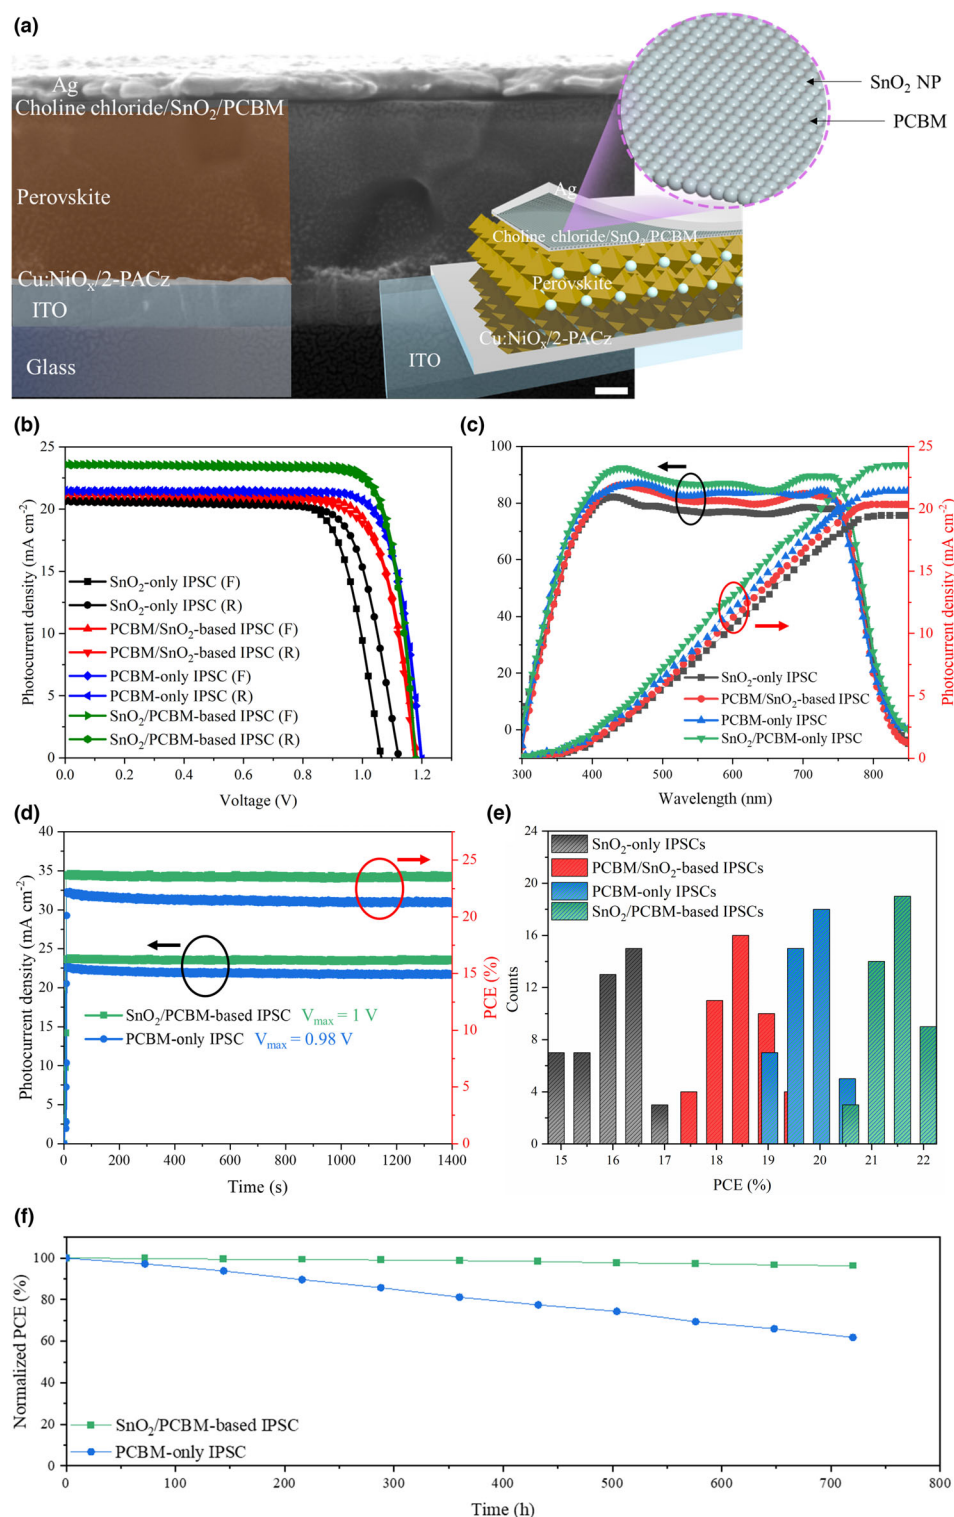 (a)
Ag
Choline chloride/SnO₂/PCBM
Perovskite
Cu:NiOₓ/2-PACz
ITO
Glass
SnO₂ NP
PCBM
Ag
Choline chloride/SnO₂/PCBM
Perovskite
Cu:NiOₓ/2-PACz
ITO
(b)
Photocurrent density (mA cm⁻²)
25
20
15
10
5
0
SnO₂-only IPSC (F)
SnO₂-only IPSC (R)
PCBM/SnO₂-based IPSC (F)
PCBM/SnO₂-based IPSC (R)
PCBM-only IPSC (F)
PCBM-only IPSC (R)
SnO₂/PCBM-based IPSC (F)
SnO₂/PCBM-based IPSC (R)
0.0 0.2 0.4 0.6 0.8 1.0 1.2
Voltage (V)
(c)
100
80
60
40
20
0
SnO₂-only IPSC
PCBM/SnO₂-based IPSC
PCBM-only IPSC
SnO₂/PCBM-only IPSC
25
20
15
10
5
0
Photocurrent density (mA cm⁻²)
300 400 500 600 700 800
Wavelength (nm)
(d)
Photocurrent density (mA cm⁻²)
40
35
30
25
20
15
10
5
0
SnO₂/PCBM-based IPSC Vmax = 1 V
PCBM-only IPSC Vmax = 0.98 V
25
20
15
10
5
0
PCE (%)
0 200 400 600 800 1000 1200 1400
Time (s)
(e)
Counts
24
20
16
12
8
4
0
SnO₂-only IPSCs
PCBM/SnO₂-based IPSCs
PCBM-only IPSCs
SnO₂/PCBM-based IPSCs
15 16 17 18 19 20 21 22
PCE (%)
(f)
Normalized PCE (%)
100
80
60
40
20
0
SnO₂/PCBM-based IPSC
PCBM-only IPSC
0 100 200 300 400 500 600 700 800
Time (h)